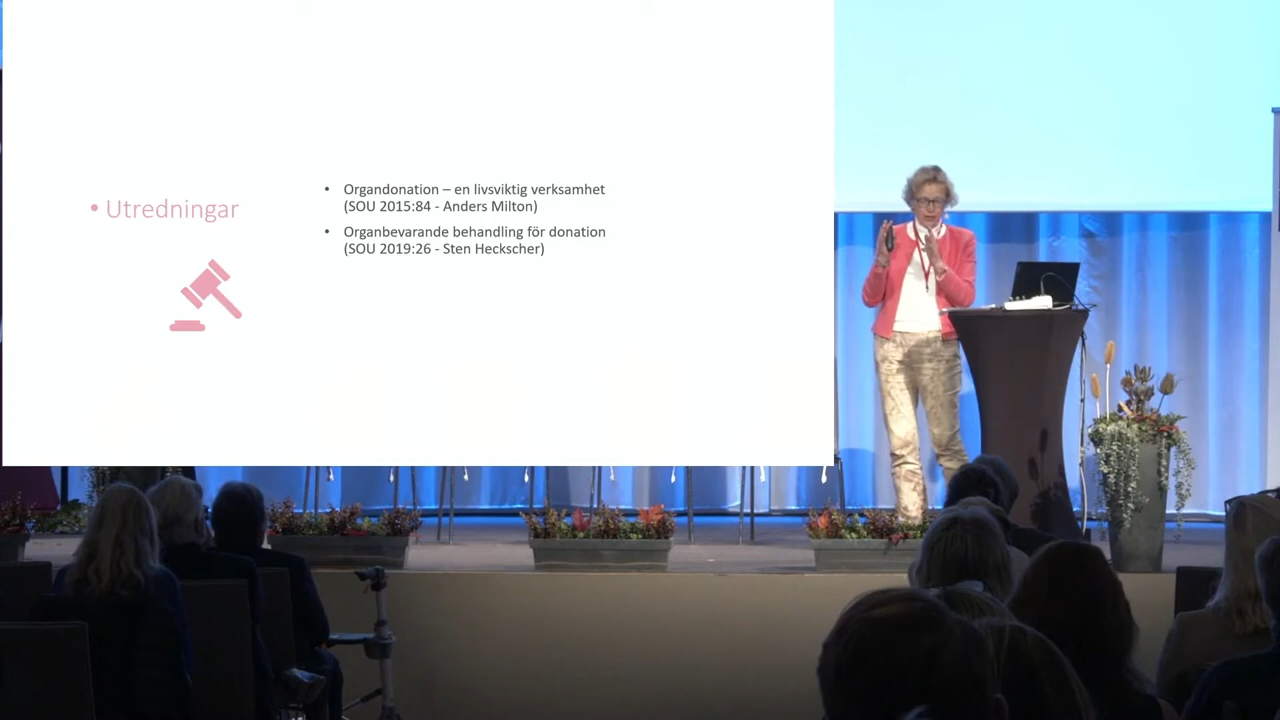 • Utredningar
• Organdonation – en livsviktig verksamhet
(SOU 2015:84 - Anders Milton)
• Organbevarande behandling för donation
(SOU 2019:26 - Sten Heckscher)